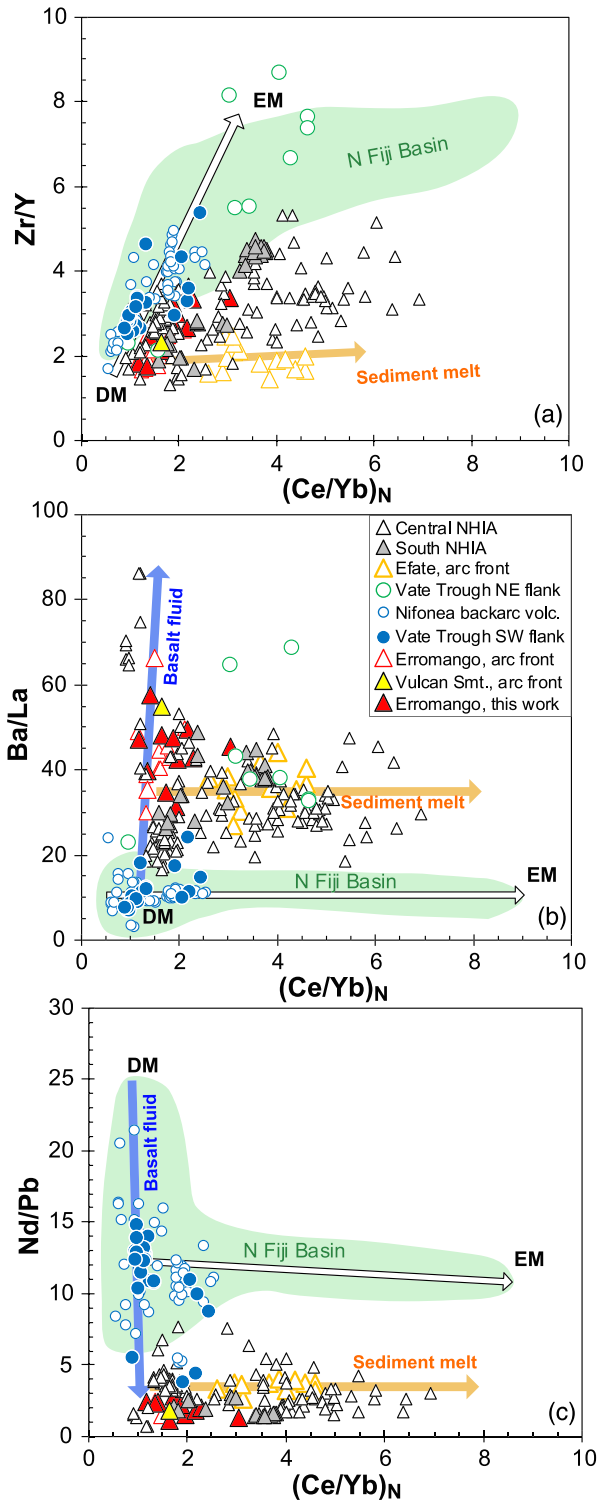 10
8
6
4
2
0
Zr/Y
EM
N Fiji Basin
DM
Sediment melt
(a)
0 2 4 6 8 10
(Ce/Yb)N
100
80
60
40
20
0
Ba/La
Central NHIA
South NHIA
Efate, arc front
Vate Trough NE flank
Nifonea backarc volc.
Vate Trough SW flank
Erromango, arc front
Vulcan Smt., arc front
Erromango, this work
Basalt fluid
Sediment melt
N Fiji Basin
EM
DM
(b)
0 2 4 6 8 10
(Ce/Yb)N
30
25
20
15
10
5
0
Nd/Pb
DM
Basalt fluid
N Fiji Basin
EM
Sediment melt
(c)
0 2 4 6 8 10
(Ce/Yb)N